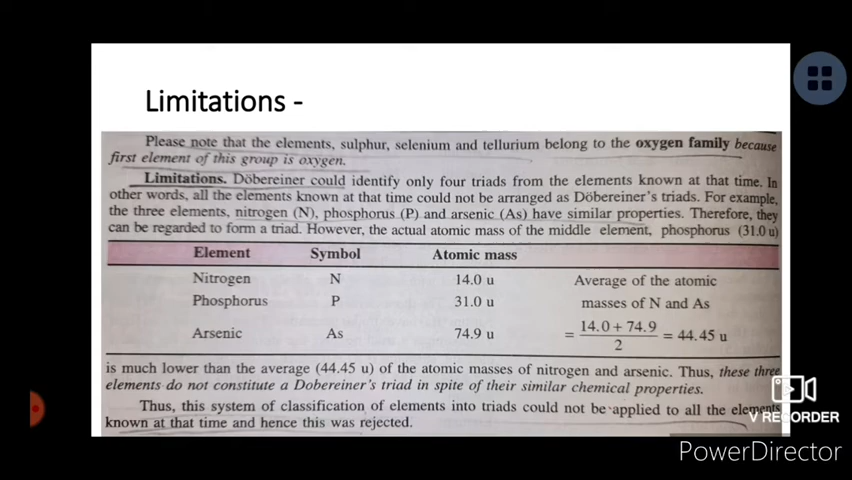 Limitations -
Please note that the elements, sulphur, selenium and tellurium belong to the oxygen family because
first element of this group is oxygen.
Limitations. Döbereiner could identify only four triads from the elements known at that time. In
other words, all the elements known at that time could not be arranged as Döbereiner's triads. For example,
the three elements, nitrogen (N), phosphorus (P) and arsenic (As) have similar properties. Therefore, they
can be regarded to form a triad. However, the actual atomic mass of the middle element, phosphorus (31.0 u)
Element Symbol Atomic mass
Nitrogen N 14.0 u Average of the atomic
Phosphorus P 31.0 u masses of N and As
Arsenic As 74.9 u = 14.0 + 74.9 / 2 = 44.45 u
is much lower than the average (44.45 u) of the atomic masses of nitrogen and arsenic. Thus, these three
elements do not constitute a Dobereiner's triad in spite of their similar chemical properties.
Thus, this system of classification of elements into triads could not be applied to all the elements
known at that time and hence this was rejected.
V RECORDER
PowerDirector